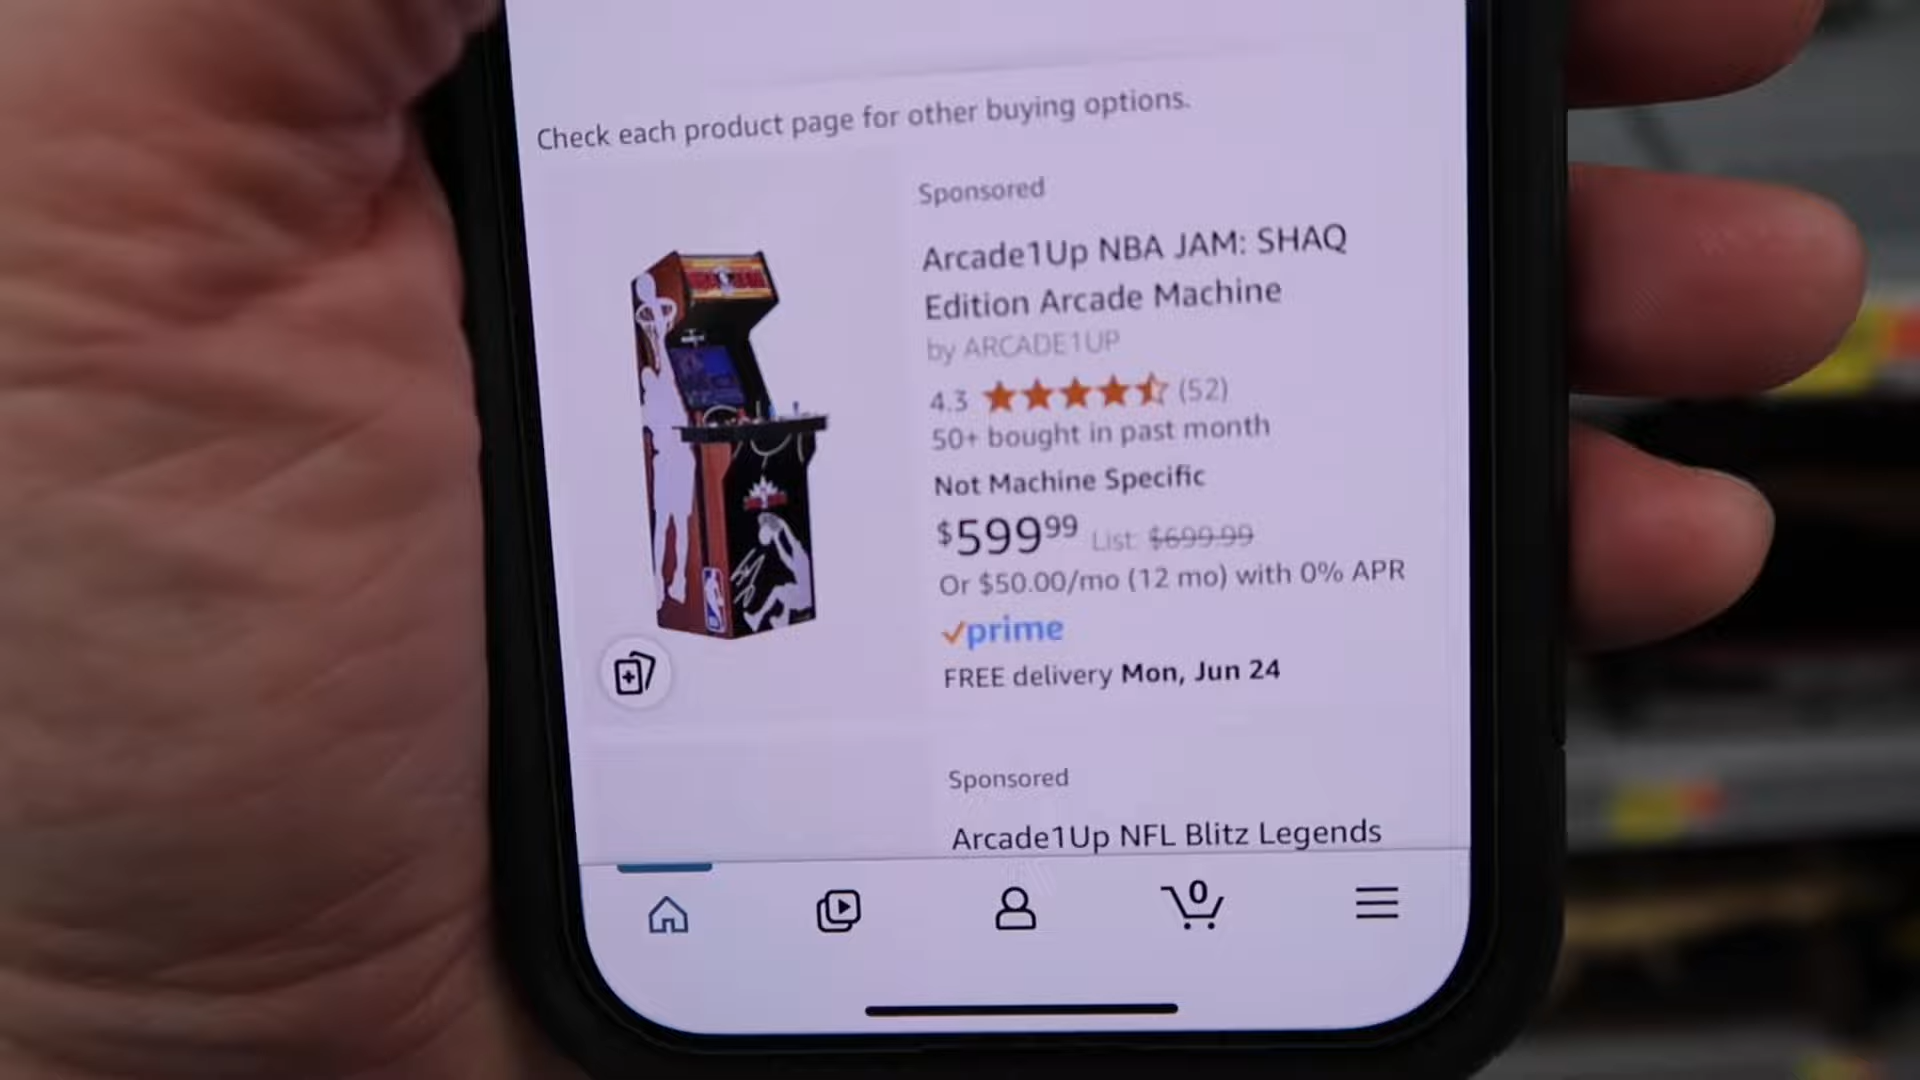 Check each product page for other buying options.
Sponsored
Arcade1Up NBA JAM: SHAQ
Edition Arcade Machine
by ARCADE1UP
4.3 (52)
50+ bought in past month
Not Machine Specific
$599.99 List: $699.99
Or $50.00/mo (12 mo) with 0% APR
prime
FREE delivery Mon, Jun 24
Sponsored
Arcade1Up NFL Blitz Legends
0